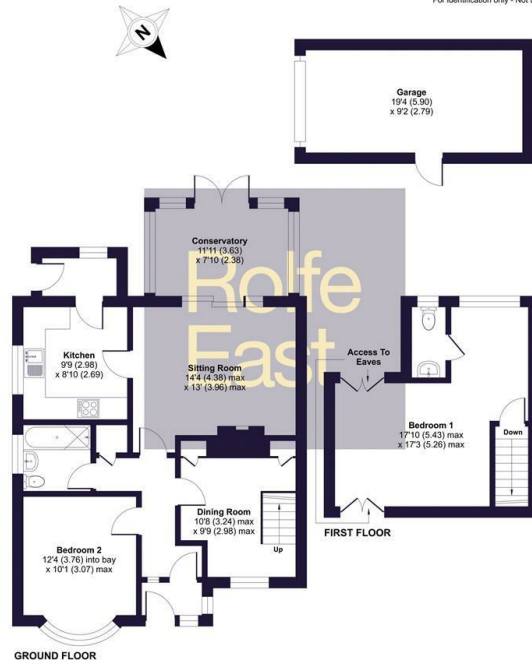 For identification only - Not
N
Garage
19'4 (5.90)
x 9'2 (2.79)
Conservatory
11'11 (3.63)
x 7'10 (2.38)
Rolfe
East
Kitchen
9'9 (2.98)
x 8'10 (2.69)
Sitting Room
14'4 (4.38) max
x 13' (3.96) max
Access To
Eaves
Bedroom 1
17'10 (5.43) max
x 17'3 (5.26) max
Down
Dining Room
10'8 (3.24) max
x 9'9 (2.98) max
Up
FIRST FLOOR
Bedroom 2
12'4 (3.76) into bay
x 10'1 (3.07) max
GROUND FLOOR